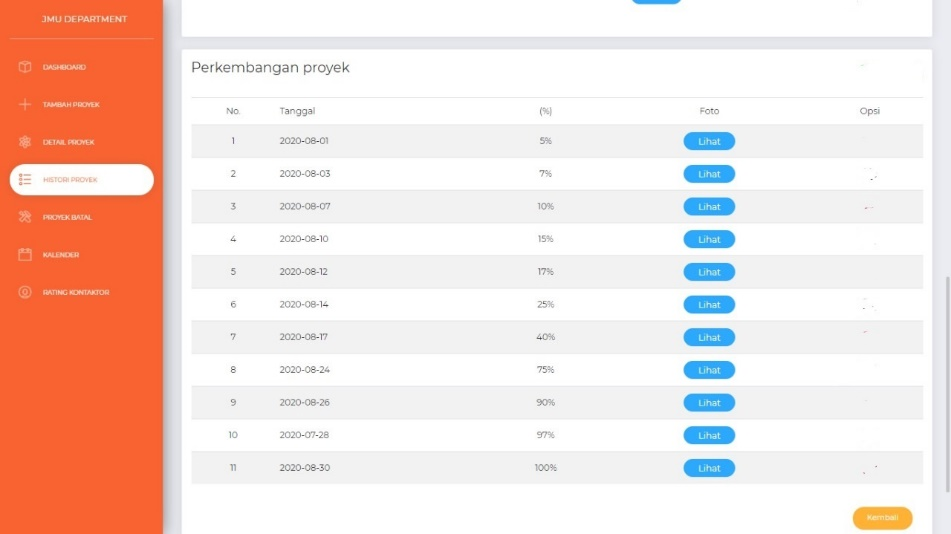 JMU DEPARTMENT
DASHBOARD
TAMBAH PROYEK
DETAIL PROYEK
HISTORI PROYEK
PROYEK BATAL
KALENDER
RATING KONTAKTOR
Perkembangan proyek
No. Tanggal (%) Foto Opsi
1 2020-08-01 5% Lihat
2 2020-08-03 7% Lihat
3 2020-08-07 10% Lihat
4 2020-08-10 15% Lihat
5 2020-08-12 17% Lihat
6 2020-08-14 25% Lihat
7 2020-08-17 40% Lihat
8 2020-08-24 75% Lihat
9 2020-08-26 90% Lihat
10 2020-07-28 97% Lihat
11 2020-08-30 100% Lihat
Kembali